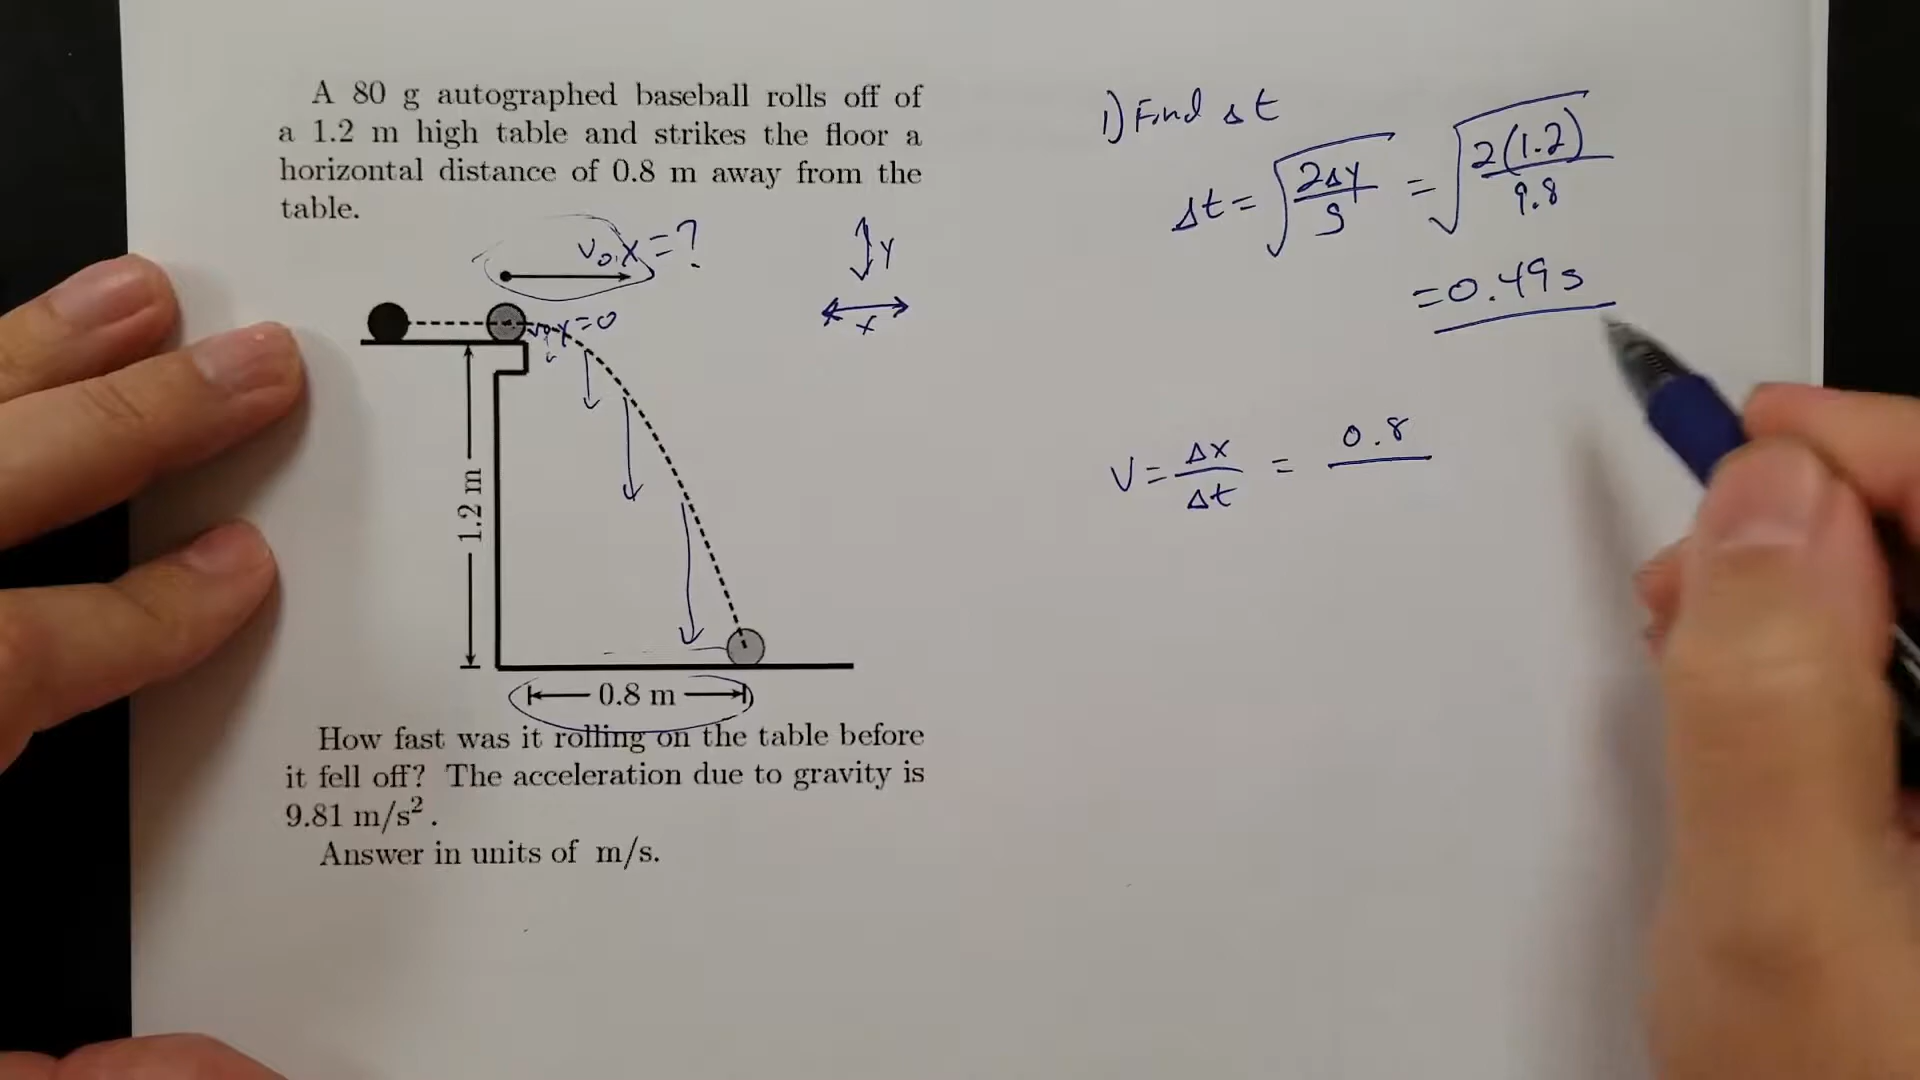 A 80 g autographed baseball rolls off of
a 1.2 m high table and strikes the floor a
horizontal distance of 0.8 m away from the
table.
v₀,x = ?
v₀,y = 0
y
x
1.2 m
0.8 m
How fast was it rolling on the table before
it fell off? The acceleration due to gravity is
9.81 m/s² .
Answer in units of m/s.
1) Find Δt
Δt = √(2Δy/g) = √(2(1.2)/9.8)
= 0.49 s
V = Δx/Δt = 0.8/